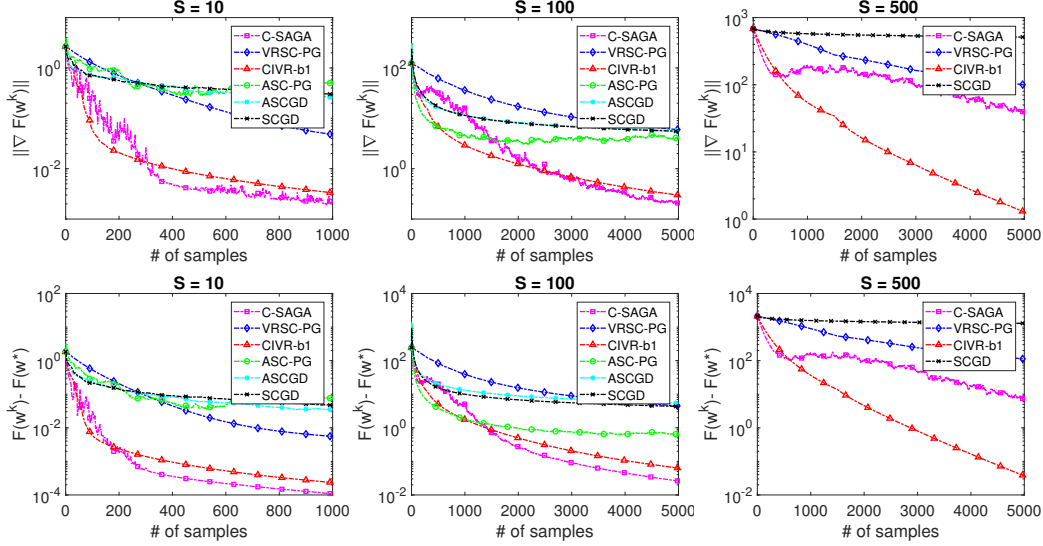 S = 10
10^0
10^-2
||∇ F(w^k)||
0 200 400 600 800 1000
# of samples
C-SAGA
VRSC-PG
CIVR-b1
ASC-PG
ASCGD
SCGD
S = 100
10^2
10^0
||∇ F(w^k)||
0 1000 2000 3000 4000 5000
# of samples
C-SAGA
VRSC-PG
CIVR-b1
ASC-PG
ASCGD
SCGD
S = 500
10^3
10^2
10^1
10^0
||∇ F(w^k)||
0 1000 2000 3000 4000 5000
# of samples
C-SAGA
VRSC-PG
CIVR-b1
SCGD
S = 10
10^2
10^0
10^-2
10^-4
F(w^k)- F(w*)
0 200 400 600 800 1000
# of samples
C-SAGA
VRSC-PG
CIVR-b1
ASC-PG
ASCGD
SCGD
S = 100
10^4
10^2
10^0
10^-2
F(w^k)- F(w*)
0 1000 2000 3000 4000 5000
# of samples
C-SAGA
VRSC-PG
CIVR-b1
ASC-PG
ASCGD
SCGD
S = 500
10^4
10^2
10^0
10^-2
F(w^k)- F(w*)
0 1000 2000 3000 4000 5000
# of samples
C-SAGA
VRSC-PG
CIVR-b1
SCGD